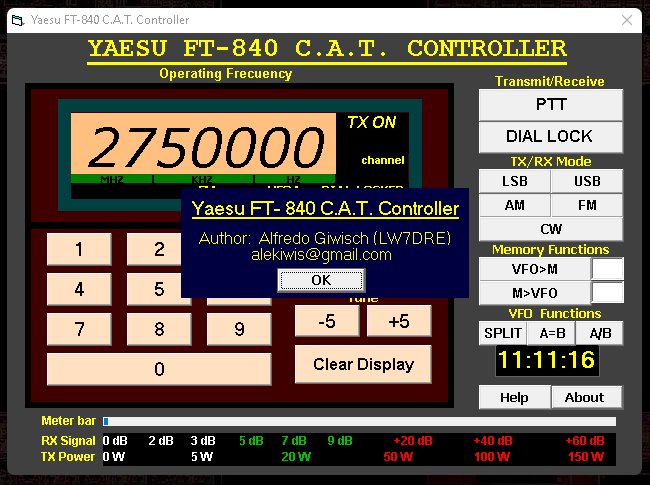 Yaesu FT-840 C.A.T. Controller
YAESU FT-840 C.A.T. CONTROLLER
Operating Frecuency
2750000
MHZ KHZ HZ
TX ON
channel
Yaesu FT- 840 C.A.T. Controller
Author: Alfredo Giwisch (LW7DRE)
alekiwis@gmail.com
OK
1 2
4 5
7 8 9
0
Tune
-5 +5
Clear Display
Transmit/Receive
PTT
DIAL LOCK
TX/RX Mode
LSB USB
AM FM
CW
Memory Functions
VFO>M
M>VFO
VFO Functions
SPLIT A=B A/B
11:11:16
Help About
Meter bar
RX Signal 0 dB 2 dB 3 dB 5 dB 7 dB 9 dB +20 dB +40 dB +60 dB
TX Power 0 W 5 W 20 W 50 W 100 W 150 W